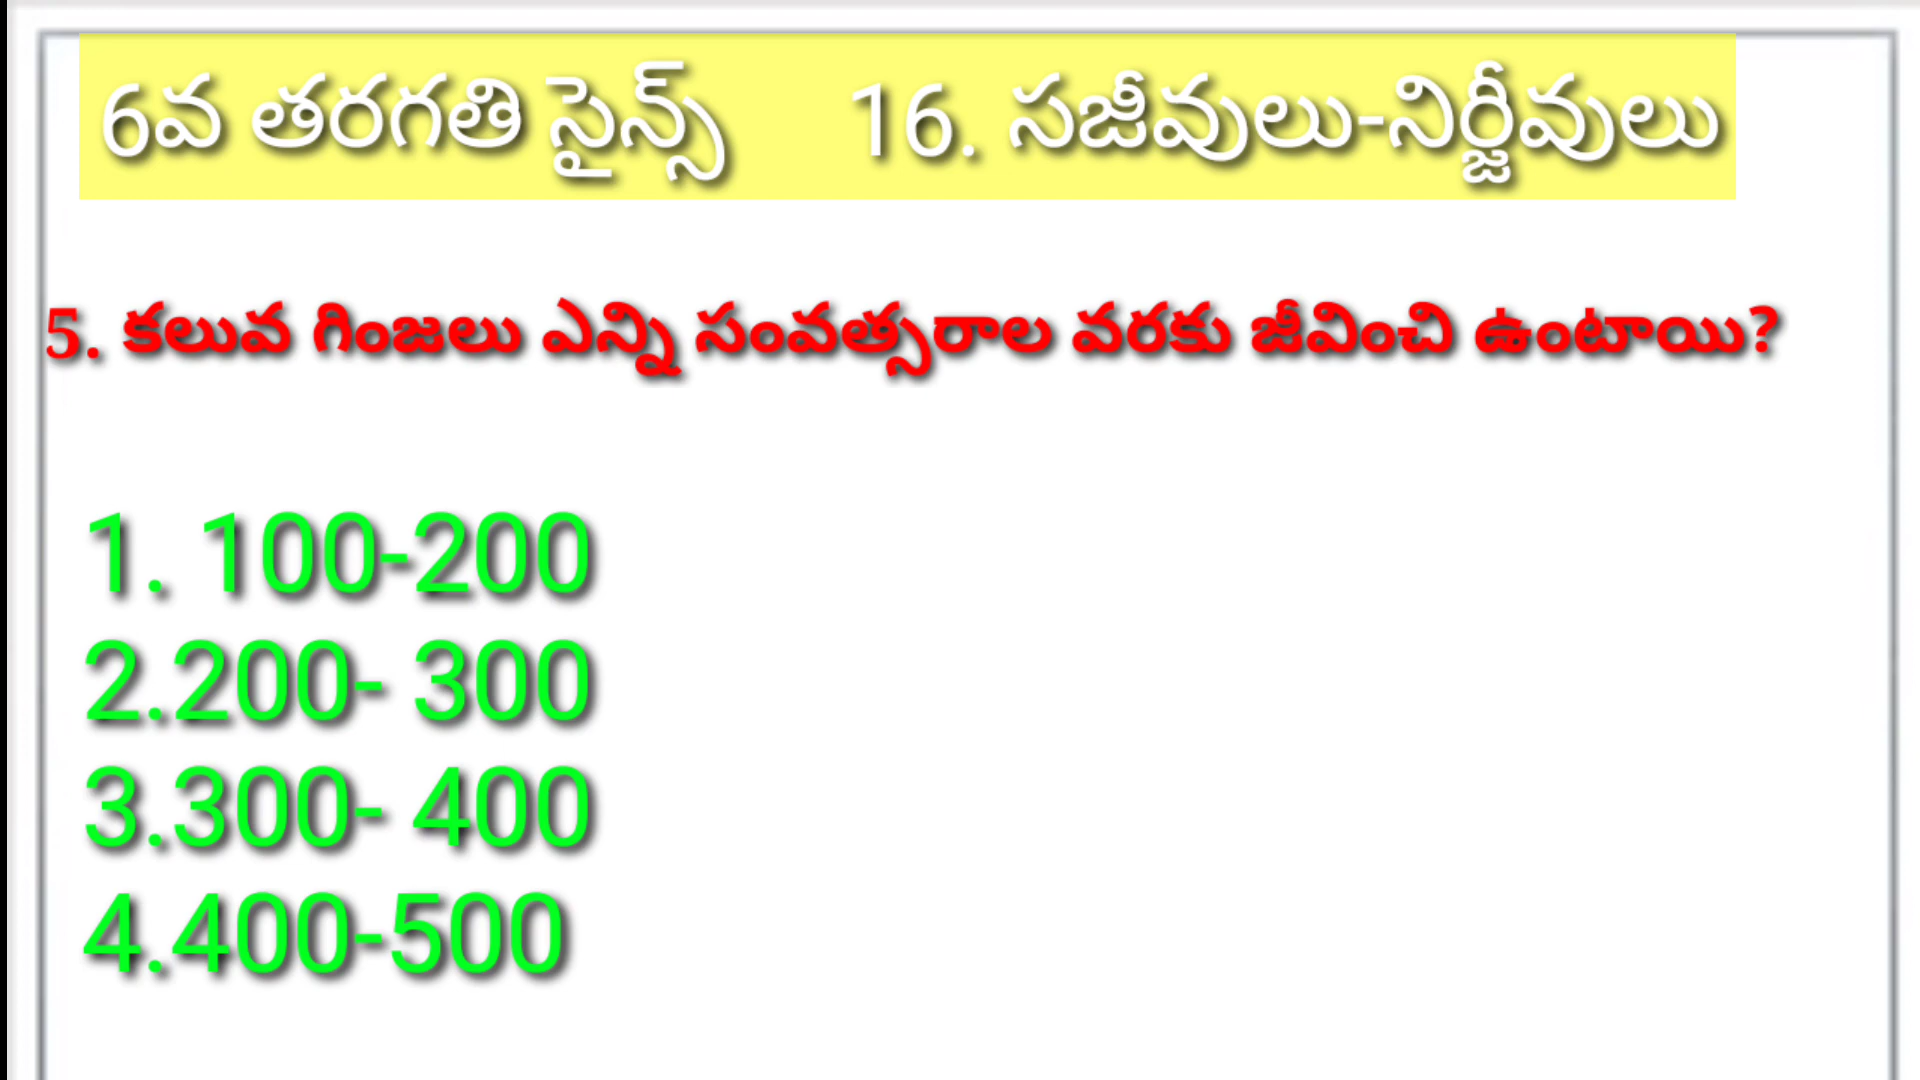 6వ తరగతి సైన్స్ 16. సజీవులు-నిర్జీవులు
5. కలువ గింజలు ఎన్ని సంవత్సరాల వరకు జీవించి ఉంటాయి?
1. 100-200
2.200- 300
3.300- 400
4.400-500